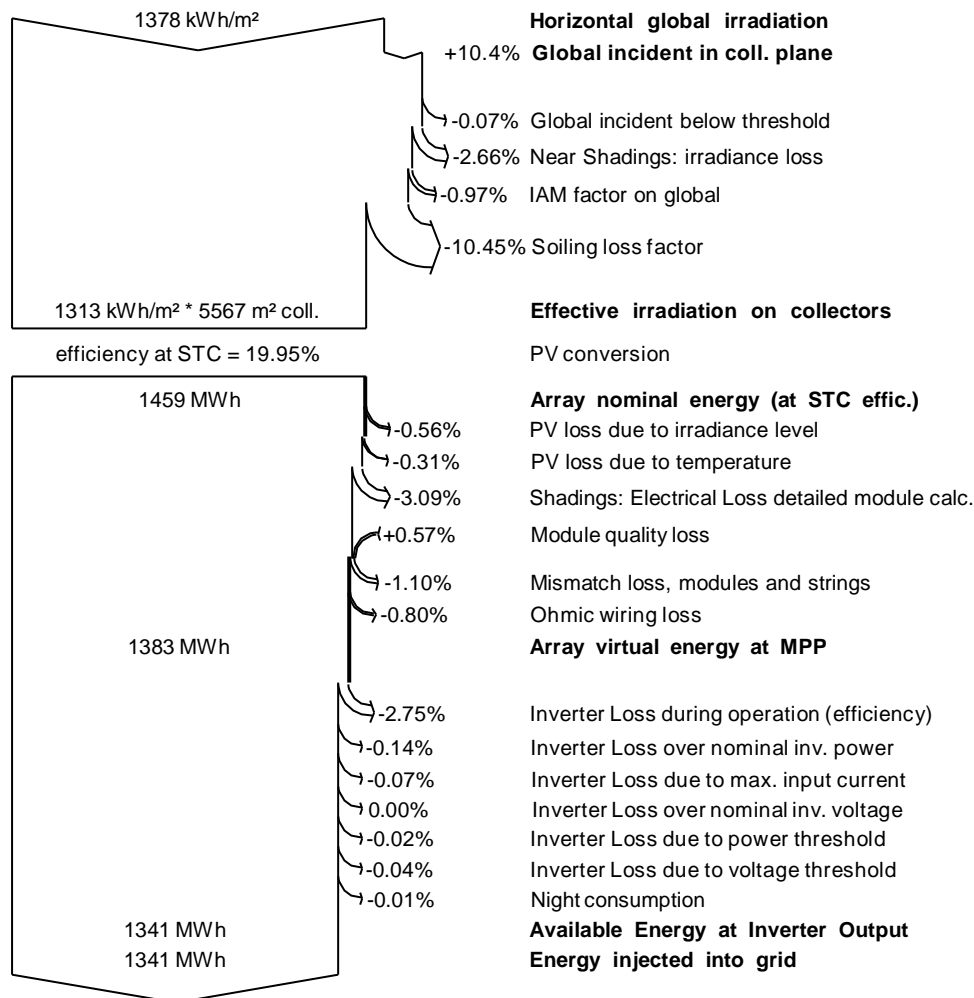 1378 kWh/m² Horizontal global irradiation
+10.4% Global incident in coll. plane
-0.07% Global incident below threshold
-2.66% Near Shadings: irradiance loss
-0.97% IAM factor on global
-10.45% Soiling loss factor
1313 kWh/m² * 5567 m² coll. Effective irradiation on collectors
efficiency at STC = 19.95% PV conversion
1459 MWh Array nominal energy (at STC effic.)
-0.56% PV loss due to irradiance level
-0.31% PV loss due to temperature
-3.09% Shadings: Electrical Loss detailed module calc.
+0.57% Module quality loss
-1.10% Mismatch loss, modules and strings
-0.80% Ohmic wiring loss
1383 MWh Array virtual energy at MPP
-2.75% Inverter Loss during operation (efficiency)
-0.14% Inverter Loss over nominal inv. power
-0.07% Inverter Loss due to max. input current
0.00% Inverter Loss over nominal inv. voltage
-0.02% Inverter Loss due to power threshold
-0.04% Inverter Loss due to voltage threshold
-0.01% Night consumption
1341 MWh Available Energy at Inverter Output
1341 MWh Energy injected into grid